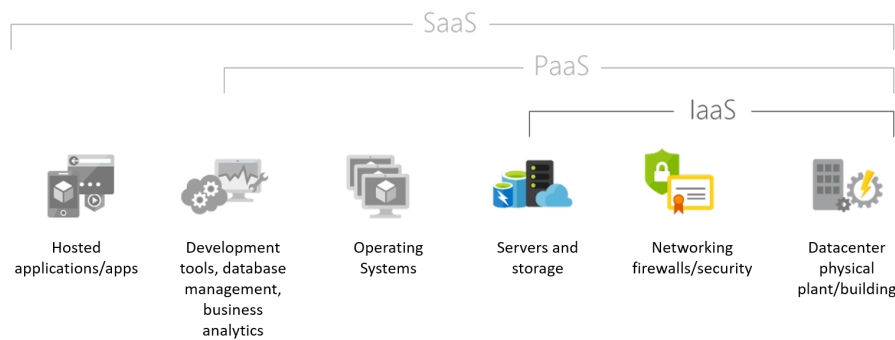 SaaS
PaaS
IaaS
Hosted
applications/apps
Development
tools, database
management,
business
analytics
Operating
Systems
Servers and
storage
Networking
firewalls/security
Datacenter
physical
plant/building